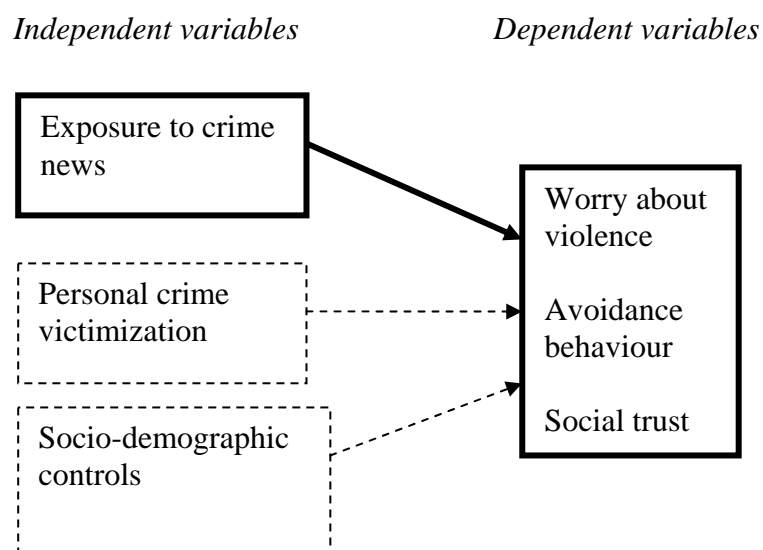 Independent variables
Dependent variables
Exposure to crime
news
Personal crime
victimization
Socio-demographic
controls
Worry about
violence
Avoidance
behaviour
Social trust